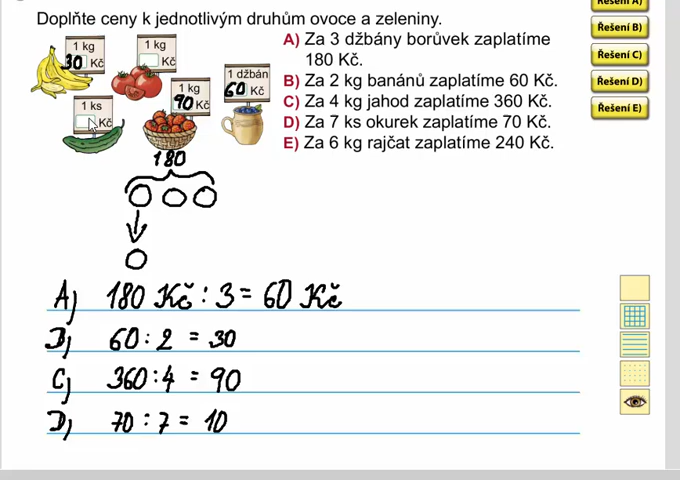 Doplňte ceny k jednotlivým druhům ovoce a zeleniny.
Řešení A)
Řešení B)
Řešení C)
Řešení D)
Řešení E)
1 kg
30 Kč
1 kg
Kč
1 kg
90 Kč
1 džbán
60 Kč
1 ks
Kč
A) Za 3 džbány borůvek zaplatíme
180 Kč.
B) Za 2 kg banánů zaplatíme 60 Kč.
C) Za 4 kg jahod zaplatíme 360 Kč.
D) Za 7 ks okurek zaplatíme 70 Kč.
E) Za 6 kg rajčat zaplatíme 240 Kč.
180
A) 180 Kč : 3 = 60 Kč
B) 60 : 2 = 30
C) 360 : 4 = 90
D) 70 : 7 = 10